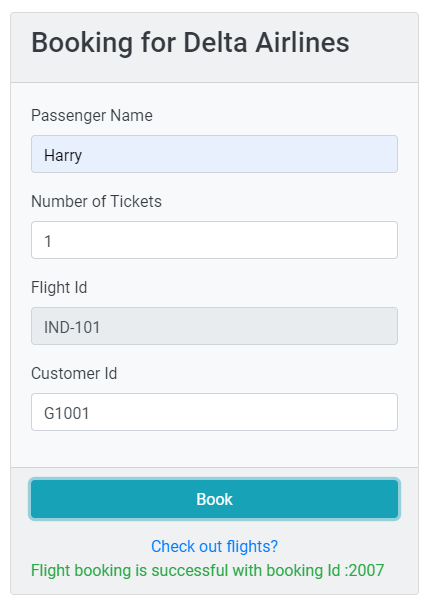 Booking for Delta Airlines
Passenger Name
Harry
Number of Tickets
1
Flight Id
IND-101
Customer Id
G1001
Book
Check out flights?
Flight booking is successful with booking Id :2007